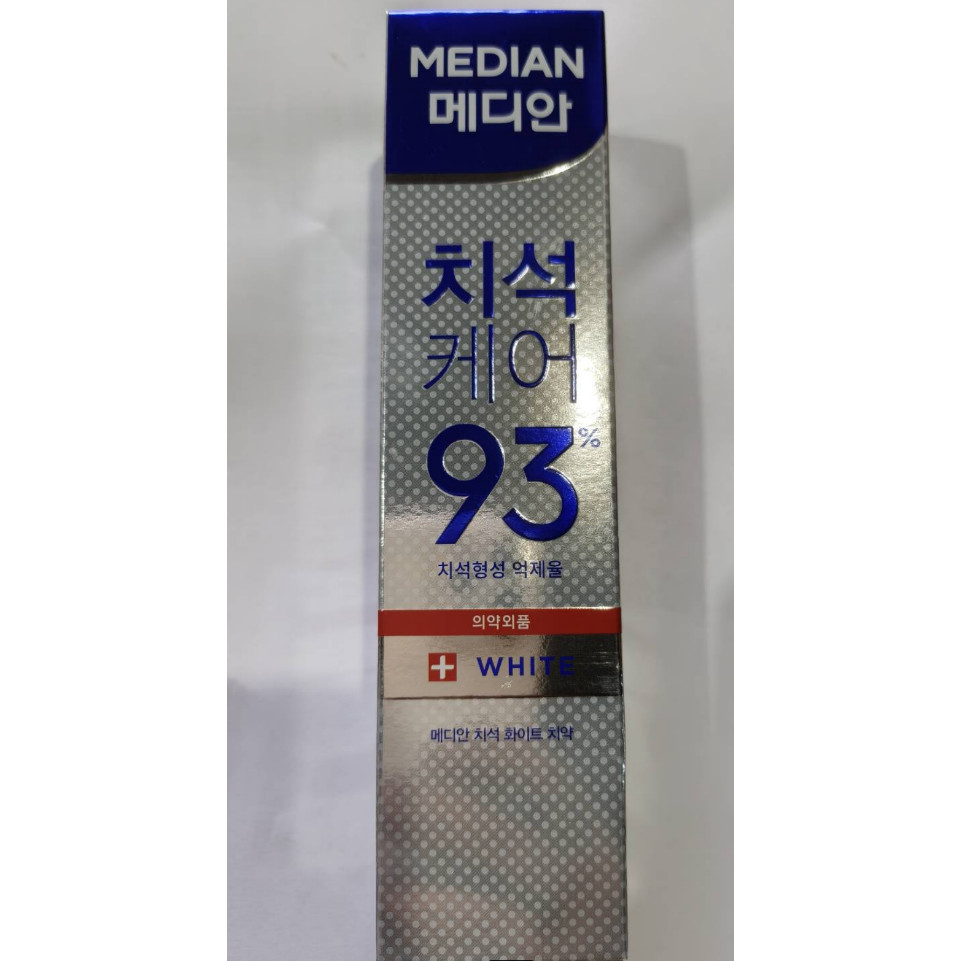 MEDIAN
메디안
치석
케어
93%
치석형성 억제율
의약외품
WHITE
메디안 치석 화이트 치약